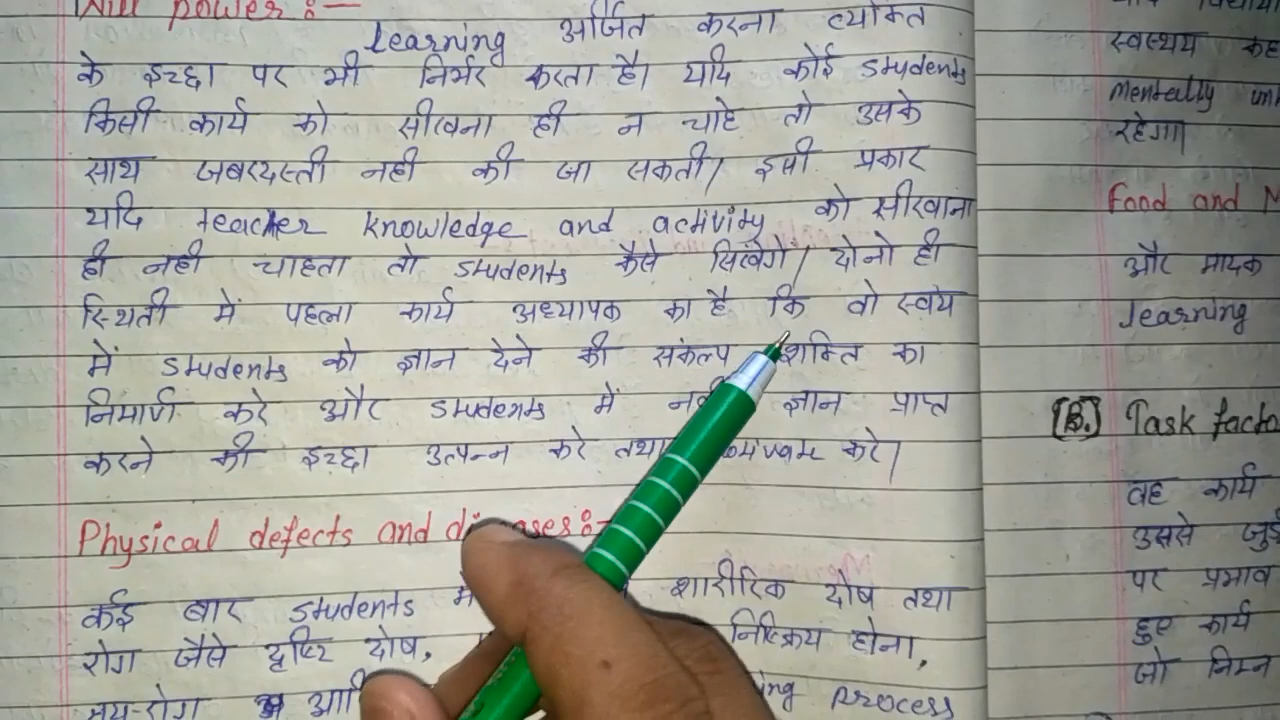 Will power :-
learning अर्जित करना व्यक्ति
के इच्छा पर भी निर्भर करता है। यदि कोई students
किसी कार्य को सीखना ही न चाहे तो उसके
साथ जबरदस्ती नही की जा सकती। इसी प्रकार
यदि teacher knowledge and activity को सीखाना
ही नही चाहता तो students कैसे सिखेगे। दोनो ही
स्थिती में पहला कार्य अध्यापक का है कि वो स्वंय
में students को ज्ञान देने की संकल्प शक्ति का
निमार्ण करे और students में ज्ञान प्राप्त
करने की इच्छा उत्पन्न करे तथा करे।
Physical defects and diseases :-
कई बार students में शारीरिक दोष तथा
रोग जैसे दृष्टि दोष, निष्क्रिय होना,
process
स्वस्थय
mentally
रहेगा।
Food and
और मादक
learning
[B.] Task
वह कार्य
उससे
पर प्रभाव
हुए कार्य
जो निम्न